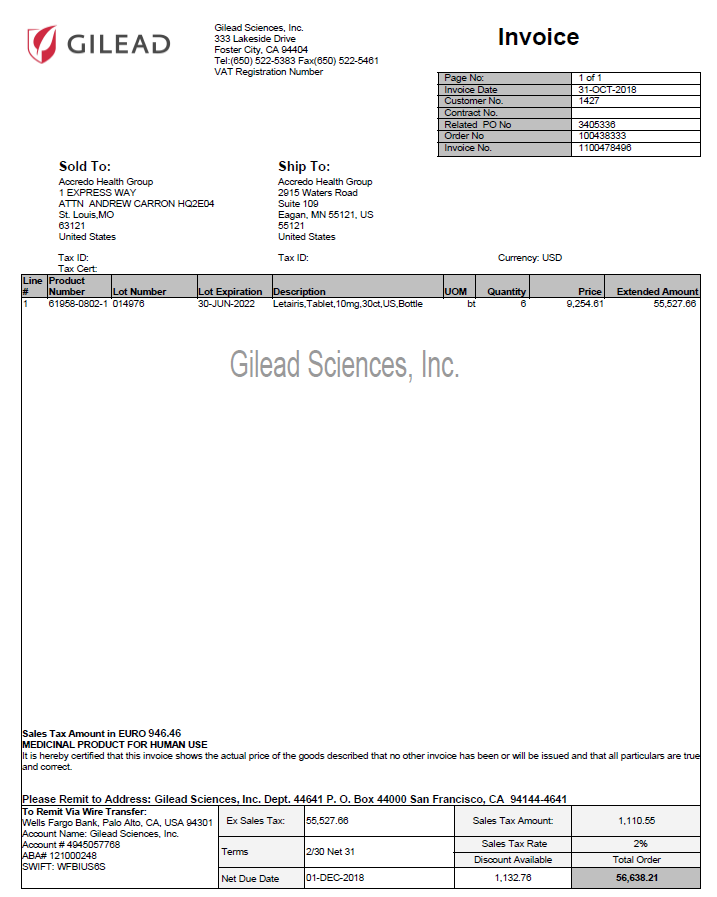 GILEAD
Gilead Sciences, Inc.
333 Lakeside Drive
Foster City, CA 94404
Tel:(650) 522-5383 Fax(650) 522-5461
VAT Registration Number
Invoice
Page No: 1 of 1
Invoice Date 31-OCT-2018
Customer No. 1427
Contract No.
Related PO No 3405336
Order No 100438333
Invoice No. 1100478496
Sold To:
Accredo Health Group
1 EXPRESS WAY
ATTN ANDREW CARRON HQ2E04
St. Louis,MO
63121
United States
Tax ID:
Tax Cert:
Ship To:
Accredo Health Group
2915 Waters Road
Suite 109
Eagan, MN 55121, US
55121
United States
Tax ID:
Currency: USD
Line # Product Number Lot Number Lot Expiration Description UOM Quantity Price Extended Amount
1 61958-0802-1 014976 30-JUN-2022 Letairis,Tablet,10mg,30ct,US,Bottle bt 6 9,254.61 55,527.66
Gilead Sciences, Inc.
Sales Tax Amount in EURO 946.46
MEDICINAL PRODUCT FOR HUMAN USE
It is hereby certified that this invoice shows the actual price of the goods described that no other invoice has been or will be issued and that all particulars are true
and correct.
Please Remit to Address: Gilead Sciences, Inc. Dept. 44641 P. O. Box 44000 San Francisco, CA 94144-4641
To Remit Via Wire Transfer:
Wells Fargo Bank, Palo Alto, CA, USA 94301
Account Name: Gilead Sciences, Inc.
Account # 4945057768
ABA# 121000248
SWIFT: WFBIUS6S
Ex Sales Tax: 55,527.66
Terms 2/30 Net 31
Net Due Date 01-DEC-2018
Sales Tax Amount: 1,110.55
Sales Tax Rate 2%
Discount Available Total Order
1,132.76 56,638.21